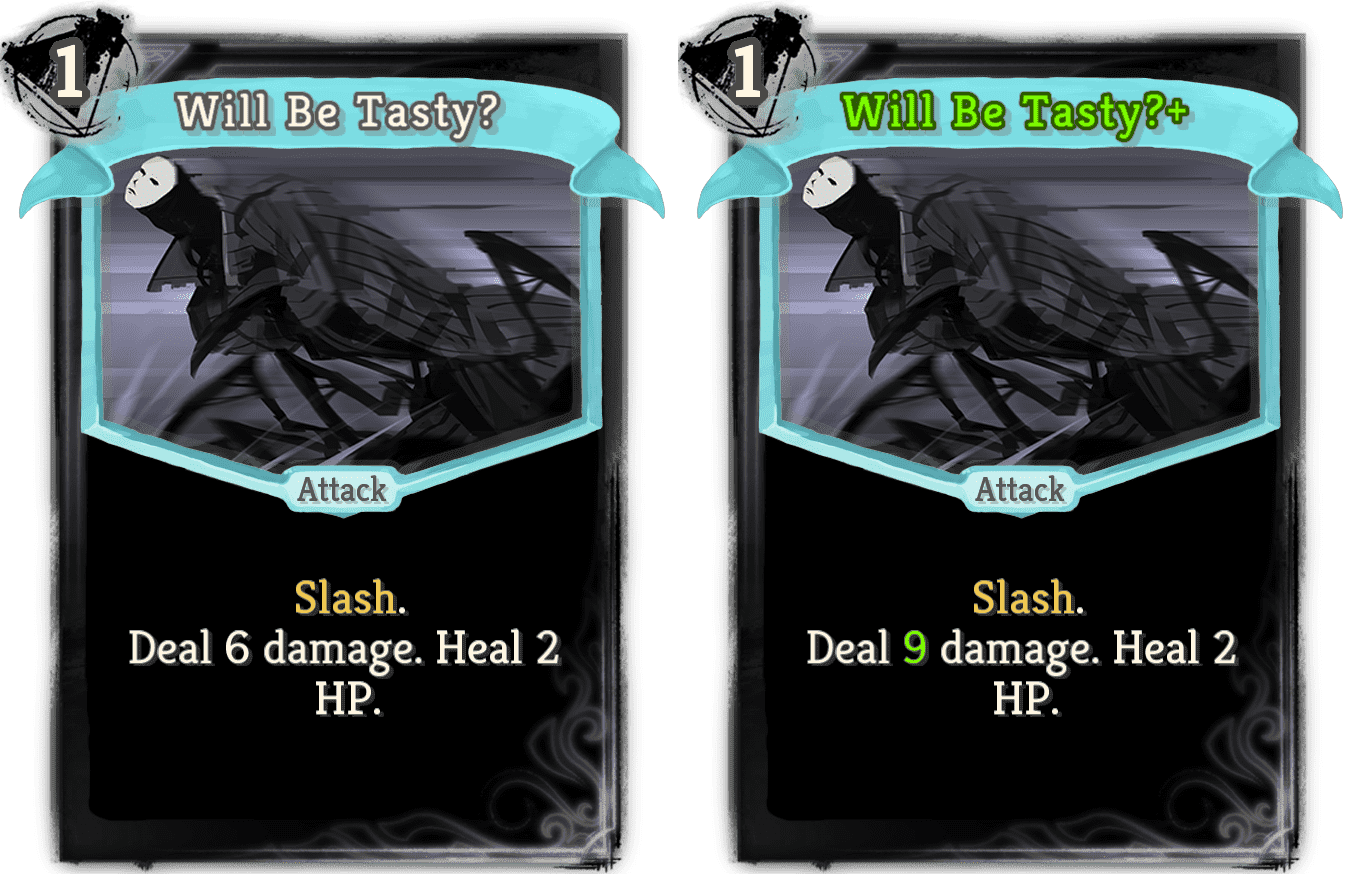 1
Will Be Tasty?
Attack
Slash.
Deal 6 damage. Heal 2
HP.
1
Will Be Tasty?+
Attack
Slash.
Deal 9 damage. Heal 2
HP.